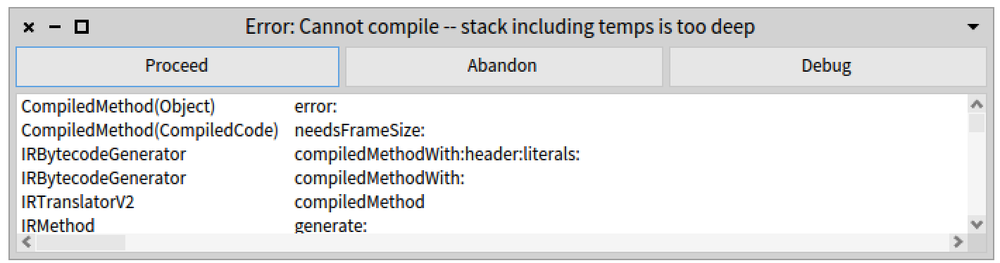 Error: Cannot compile -- stack including temps is too deep
Proceed Abandon Debug
CompiledMethod(Object) error:
CompiledMethod(CompiledCode) needsFrameSize:
IRBytecodeGenerator compiledMethodWith:header:literals:
IRBytecodeGenerator compiledMethodWith:
IRTranslatorV2 compiledMethod
IRMethod generate: